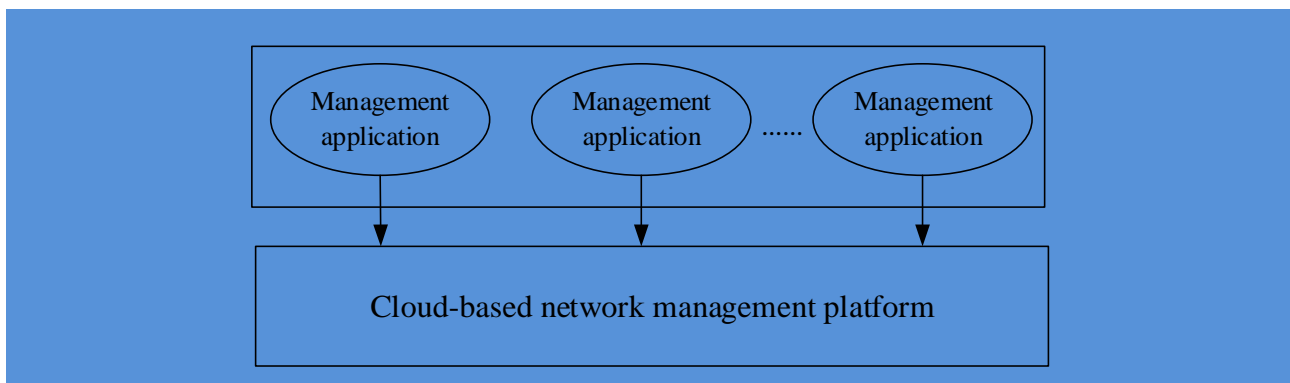 Management
application
Management
application
......
Management
application
Cloud-based network management platform